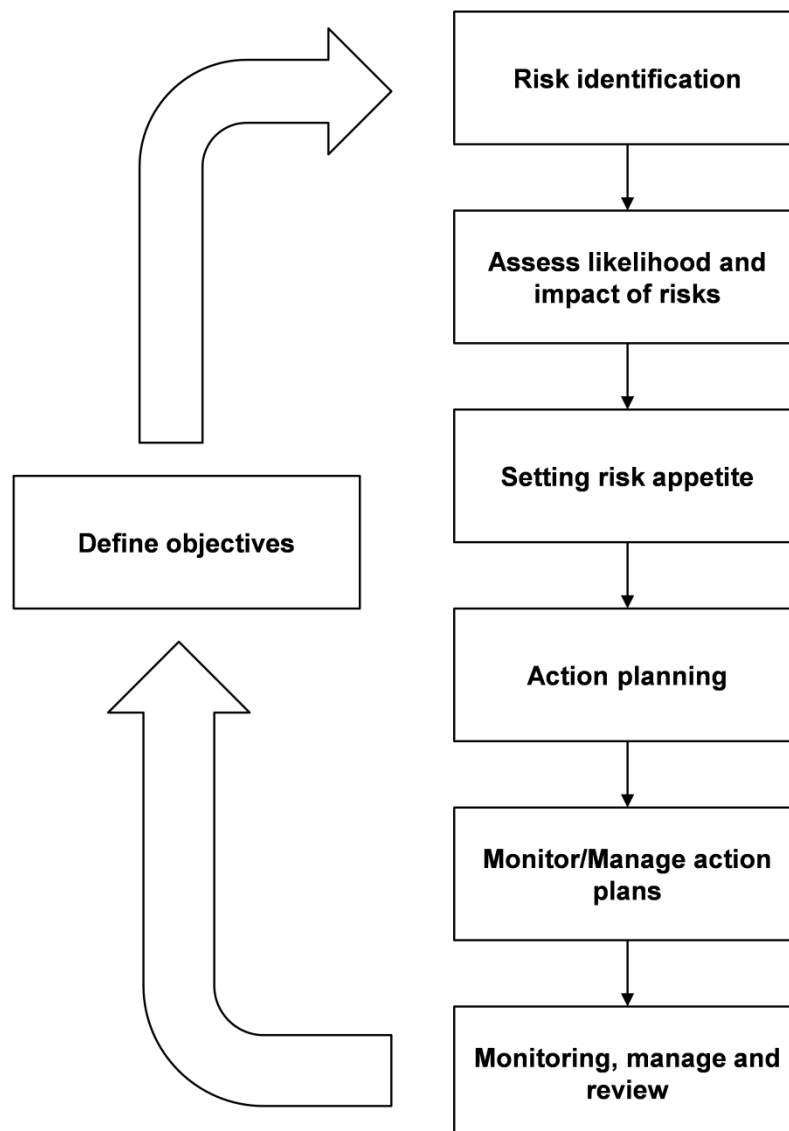 Risk identification
Assess likelihood and
impact of risks
Setting risk appetite
Define objectives
Action planning
Monitor/Manage action
plans
Monitoring, manage and
review